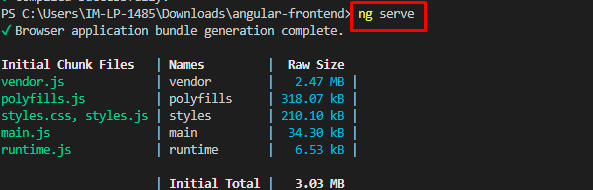 PS C:\Users\IM-LP-1485\Downloads\angular-frontend> ng serve
✓ Browser application bundle generation complete.
Initial Chunk Files | Names | Raw Size
vendor.js | vendor | 2.47 MB |
polyfills.js | polyfills | 318.07 kB |
styles.css, styles.js | styles | 210.10 kB |
main.js | main | 34.30 kB |
runtime.js | runtime | 6.53 kB |
| Initial Total | 3.03 MB